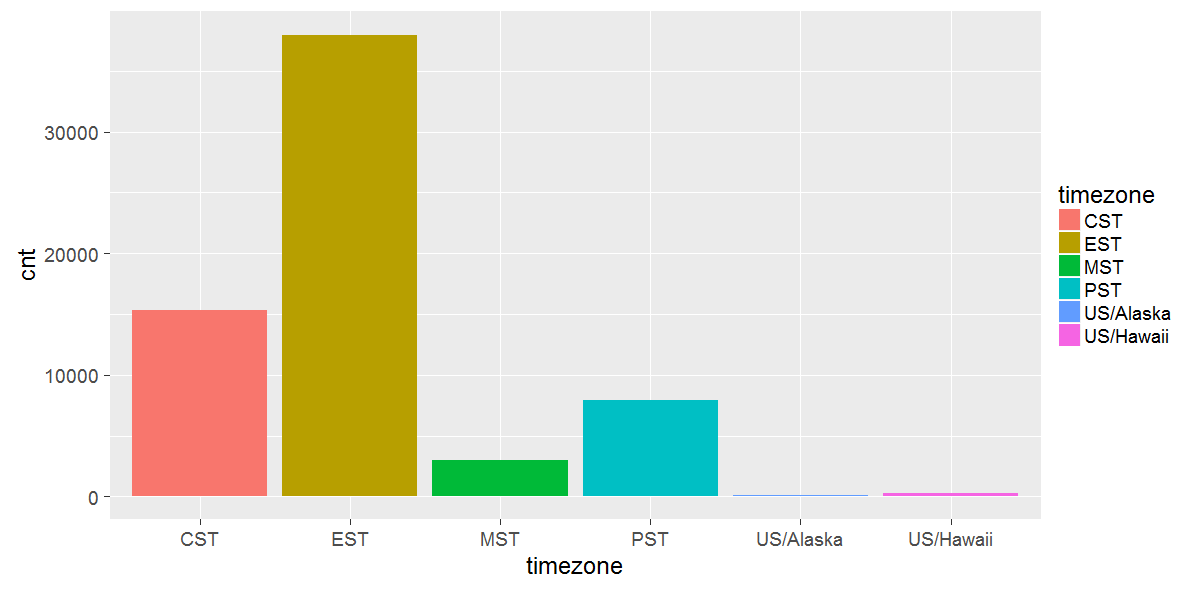 30000
20000
10000
0
cnt
CST EST MST PST US/Alaska US/Hawaii
timezone
timezone
CST
EST
MST
PST
US/Alaska
US/Hawaii